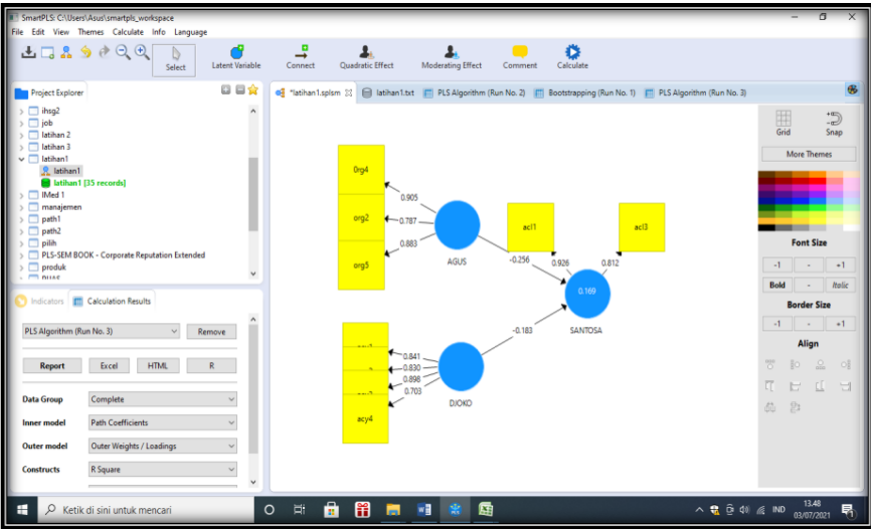 SmartPLS: C:\Users\Asus\smartpls_workspace
File Edit View Themes Calculate Info Language
Select
Latent Variable
Connect
Quadratic Effect
Moderating Effect
Comment
Calculate
Project Explorer
*latihan1.splsm
latihan1.txt
PLS Algorithm (Run No. 2)
Bootstrapping (Run No. 1)
PLS Algorithm (Run No. 3)
ihsg2
job
latihan 2
latihan 3
latihan1
latihan1
latihan1 [35 records]
IMed 1
manajemen
path1
path2
pilih
PLS-SEM BOOK - Corporate Reputation Extended
produk
Indicators
Calculation Results
PLS Algorithm (Run No. 3)
Remove
Report
Excel
HTML
R
Data Group
Complete
Inner model
Path Coefficients
Outer model
Outer Weights / Loadings
Constructs
R Square
0rg4
org2
org5
0.905
0.787
0.883
AGUS
acl1
acl3
-0.256
0.926
0.812
0.169
SANTOSA
-0.183
0.841
0.830
0.898
0.703
acy4
DJOKO
Grid
Snap
More Themes
Font Size
-1
-
+1
Bold
-
Italic
Border Size
-1
-
+1
Align
Ketik di sini untuk mencari
IND
13.48
03/07/2021